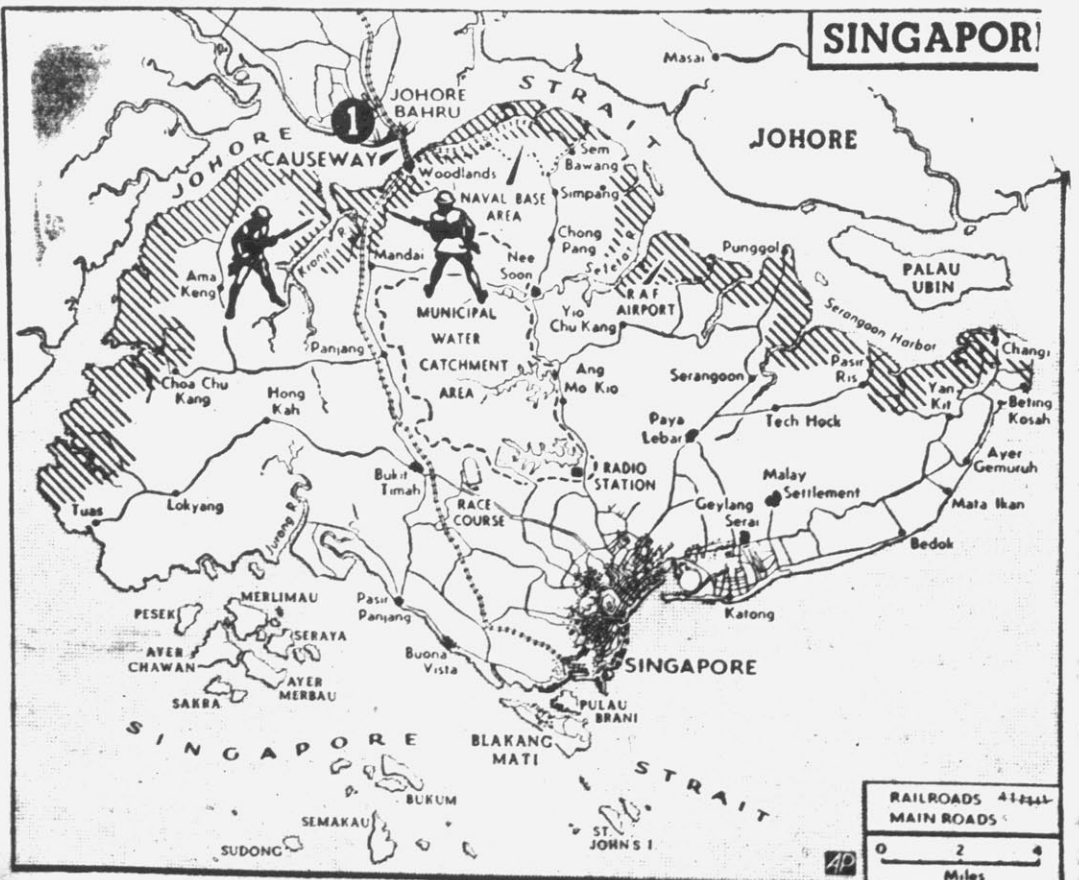 SINGAPOR
Masai
STRAIT
JOHORE
BAHRU
1
JOHORE
JOHORE
CAUSEWAY
Woodlands
Sem
Bawang
NAVAL BASE
AREA
Simpang
Chong
Pang
Seletar R.
Punggol
PALAU
UBIN
Kranji R.
Mandai
Nee
Soon
Ama
Keng
RAF
AIRPORT
Yio
Chu Kang
Serangoon Harbor
MUNICIPAL
WATER
CATCHMENT
AREA
Panjang
Choa Chu
Kang
Hong
Kah
Ang
Mo Kio
Serangoon
Pasir
Ris
Changi
Yan
Kit
Beting
Kosah
Paya
Lebar
Tech Hock
Ayer
Gemuruh
Bukit
Timah
RADIO
STATION
Malay
Settlement
RACE
COURSE
Geylang
Serai
Mata Ikan
Tuas
Lokyang
Jurong R.
Bedok
Katong
Pasir
Panjang
Buona
Vista
MERLIMAU
PESEK
SERAYA
AYER
CHAWAN
AYER
MERBAU
SAKRA
SINGAPORE
PULAU
BRANI
BLAKANG
MATI
SINGAPORE
STRAIT
BUKUM
SEMAKAU
SUDONG
ST.
JOHN'S I
RAILROADS
MAIN ROADS
AP
0 2 4
Miles